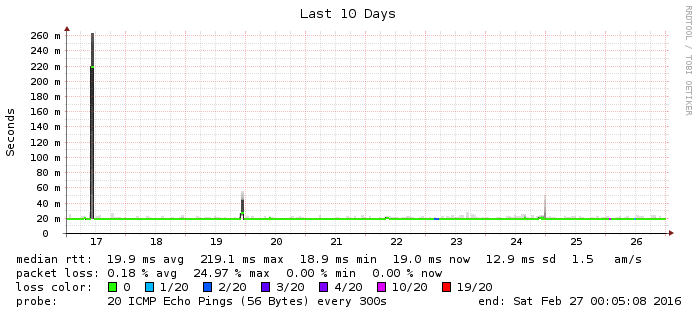 Last 10 Days
RRDTOOL / TOBI OETIKER
Seconds
260 m
240 m
220 m
200 m
180 m
160 m
140 m
120 m
100 m
80 m
60 m
40 m
20 m
0
17 18 19 20 21 22 23 24 25 26
median rtt: 19.9 ms avg 219.1 ms max 18.9 ms min 19.0 ms now 12.9 ms sd 1.5 am/s
packet loss: 0.18 % avg 24.97 % max 0.00 % min 0.00 % now
loss color: 0 1/20 2/20 3/20 4/20 10/20 19/20
probe: 20 ICMP Echo Pings (56 Bytes) every 300s end: Sat Feb 27 00:05:08 2016